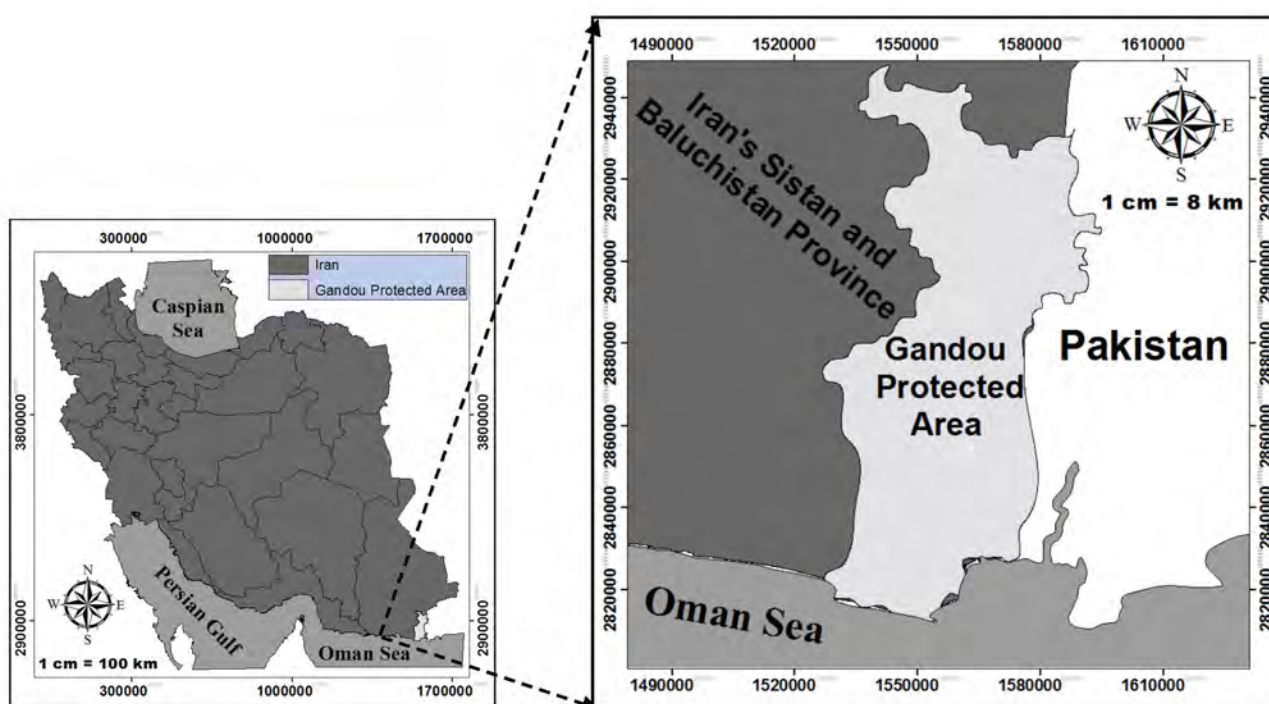 300000 1000000 1700000
Iran
Gandou Protected Area
Caspian
Sea
3800000
3800000
Persian Gulf
N
W E
S
2900000
2900000
Oman Sea
1 cm = 100 km
300000 1000000 1700000
1490000 1520000 1550000 1580000 1610000
2940000
2920000
2900000
2880000
2860000
2840000
2820000
Iran's Sistan and
Baluchistan Province
N
W E
S
1 cm = 8 km
Gandou
Protected
Area
Pakistan
Oman Sea
2940000
2920000
2900000
2880000
2860000
2840000
2820000
1490000 1520000 1550000 1580000 1610000